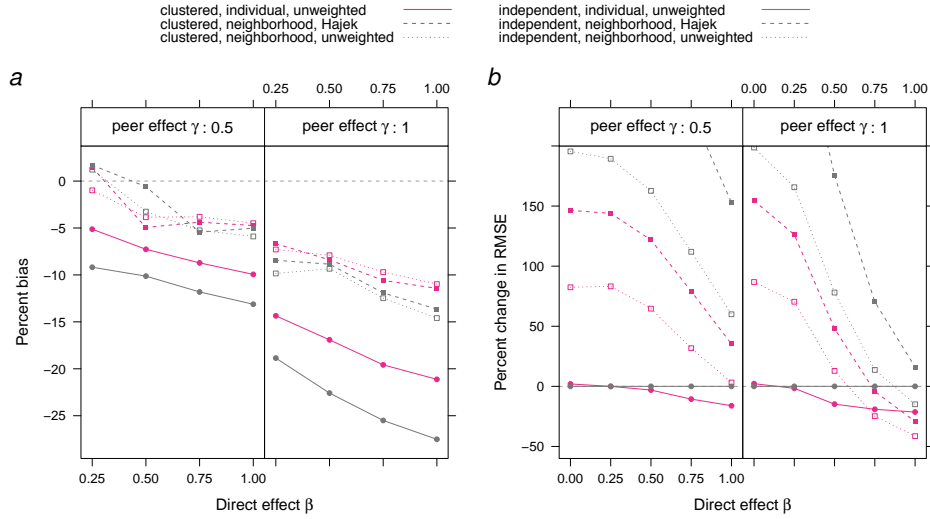 clustered, individual, unweighted
clustered, neighborhood, Hajek
clustered, neighborhood, unweighted
independent, individual, unweighted
independent, neighborhood, Hajek
independent, neighborhood, unweighted
a
0.25 0.50 0.75 1.00
peer effect γ : 0.5
peer effect γ : 1
Percent bias
0
−5
−10
−15
−20
−25
0.25 0.50 0.75 1.00
Direct effect β
b
0.00 0.25 0.50 0.75 1.00
peer effect γ : 0.5
peer effect γ : 1
Percent change in RMSE
150
100
50
0
−50
0.00 0.25 0.50 0.75 1.00
Direct effect β